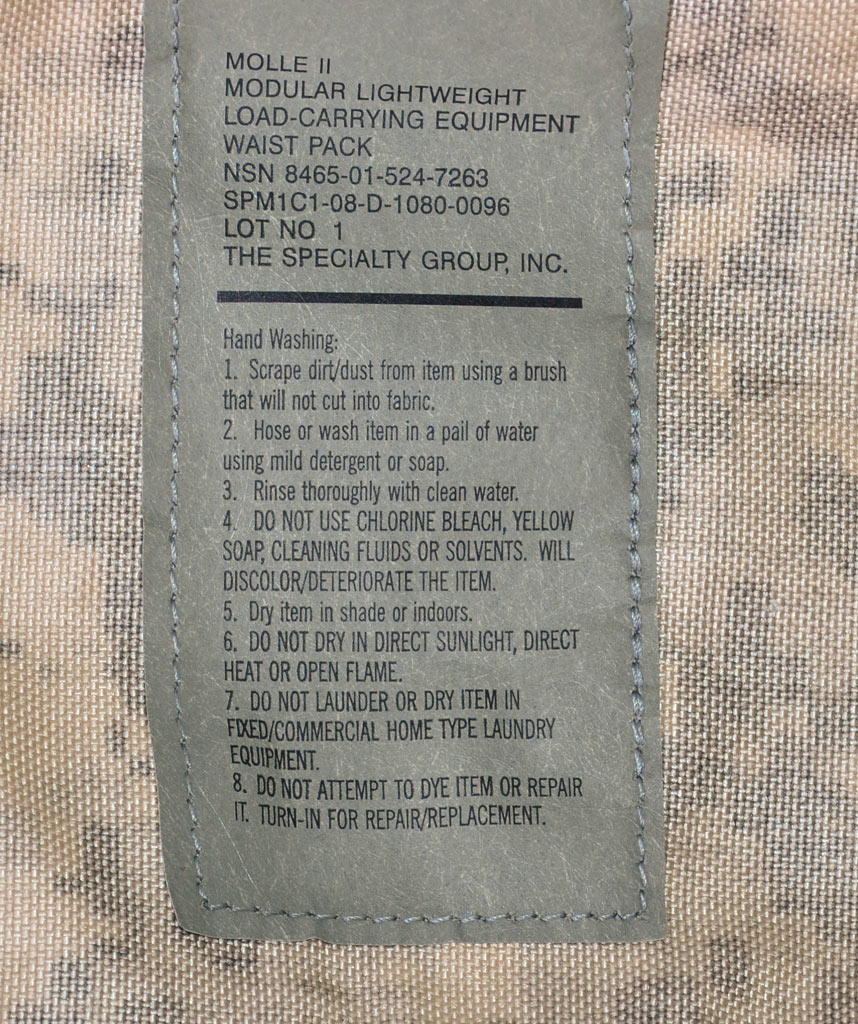 MOLLE II
MODULAR LIGHTWEIGHT
LOAD-CARRYING EQUIPMENT
WAIST PACK
NSN 8465-01-524-7263
SPM1C1-08-D-1080-0096
LOT NO 1
THE SPECIALTY GROUP, INC.
Hand Washing:
1. Scrape dirt/dust from item using a brush
that will not cut into fabric.
2. Hose or wash item in a pail of water
using mild detergent or soap.
3. Rinse thoroughly with clean water.
4. DO NOT USE CHLORINE BLEACH, YELLOW
SOAP, CLEANING FLUIDS OR SOLVENTS. WILL
DISCOLOR/DETERIORATE THE ITEM.
5. Dry item in shade or indoors.
6. DO NOT DRY IN DIRECT SUNLIGHT, DIRECT
HEAT OR OPEN FLAME.
7. DO NOT LAUNDER OR DRY ITEM IN
FIXED/COMMERCIAL HOME TYPE LAUNDRY
EQUIPMENT.
8. DO NOT ATTEMPT TO DYE ITEM OR REPAIR
IT. TURN-IN FOR REPAIR/REPLACEMENT.